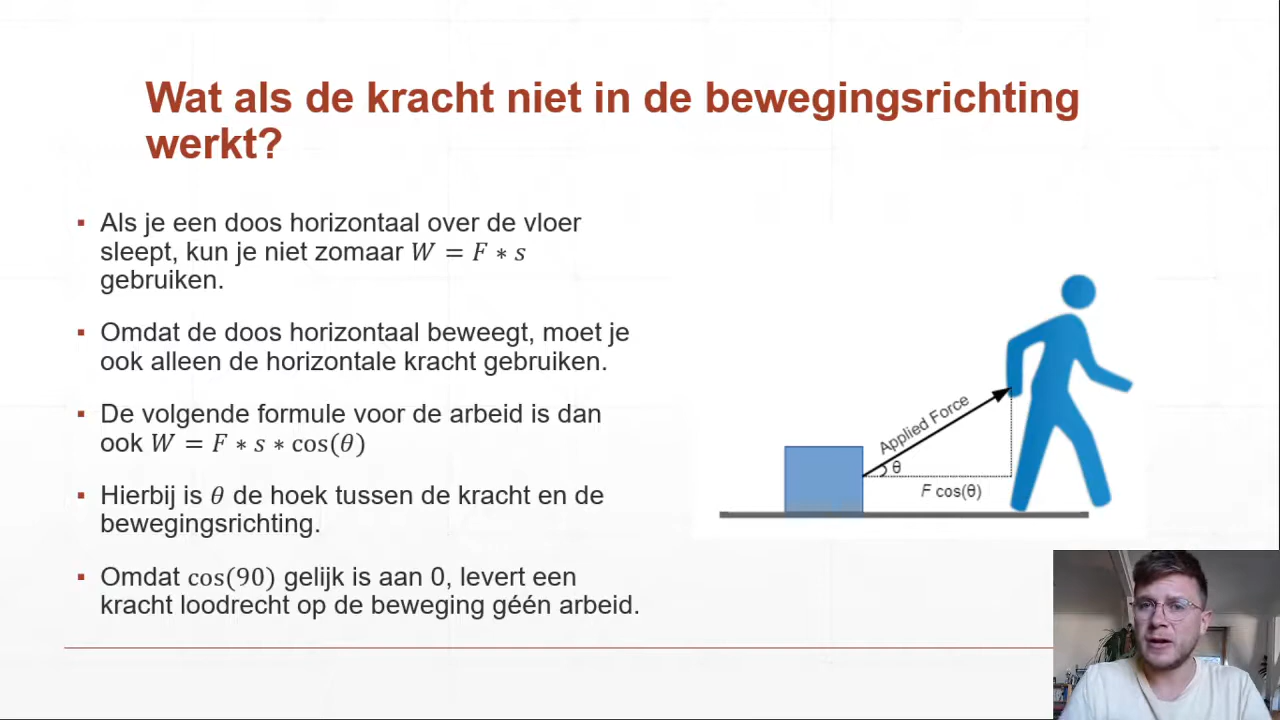 Wat als de kracht niet in de bewegingsrichting
werkt?
▪ Als je een doos horizontaal over de vloer
sleept, kun je niet zomaar 𝑊 = 𝐹 ∗ 𝑠
gebruiken.
▪ Omdat de doos horizontaal beweegt, moet je
ook alleen de horizontale kracht gebruiken.
▪ De volgende formule voor de arbeid is dan
ook 𝑊 = 𝐹 ∗ 𝑠 ∗ cos(𝜃)
▪ Hierbij is 𝜃 de hoek tussen de kracht en de
bewegingsrichting.
▪ Omdat cos(90) gelijk is aan 0, levert een
kracht loodrecht op de beweging géén arbeid.
Applied Force
θ
F cos(θ)